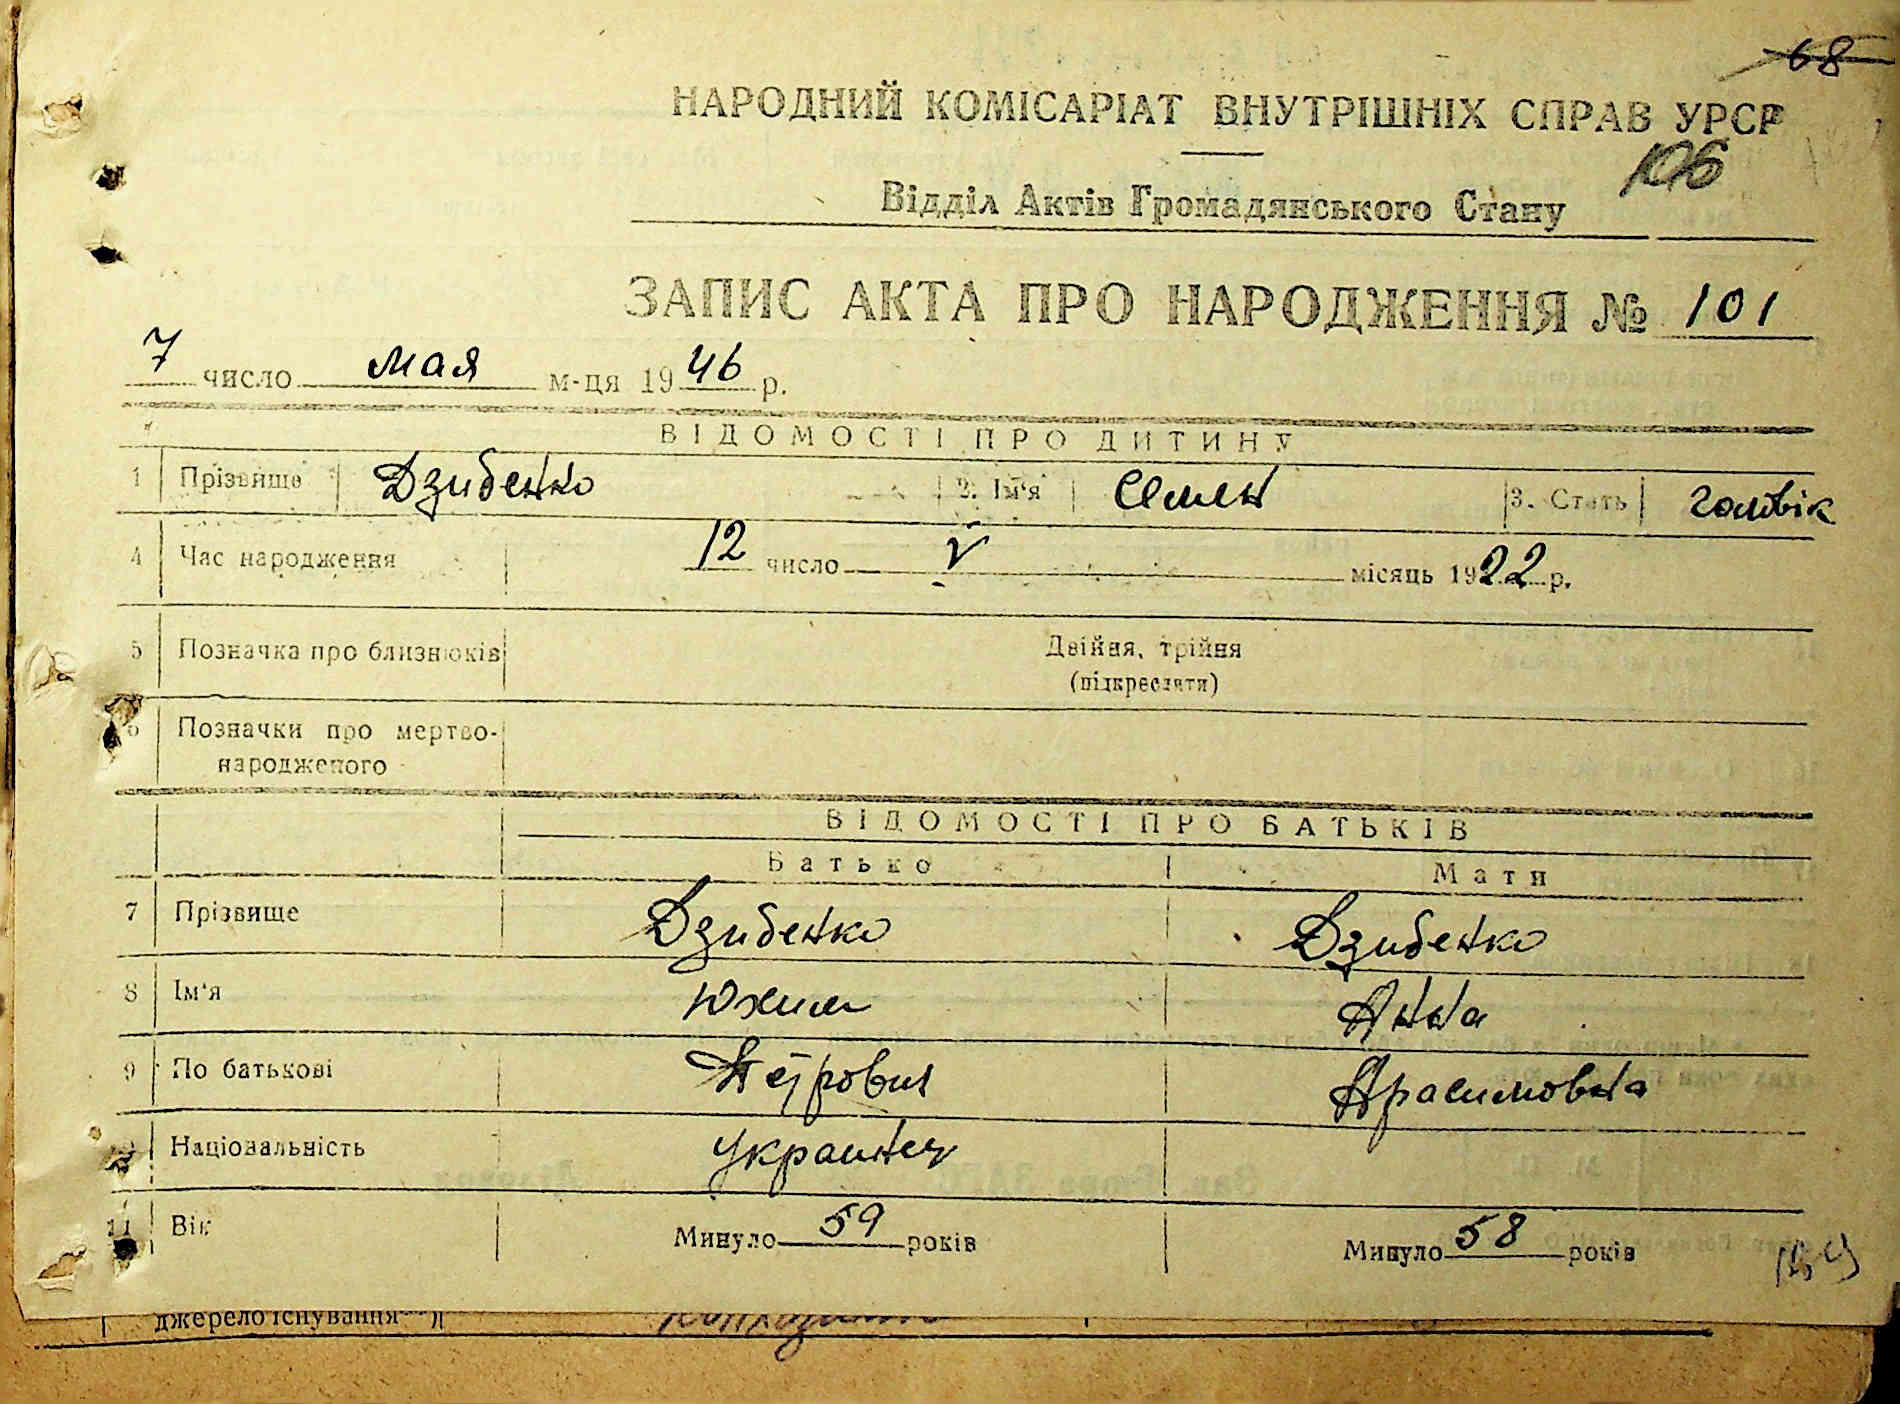 68
НАРОДНИЙ КОМІСАРІАТ ВНУТРІШНІХ СПРАВ УРСР
106
Відділ Актів Громадянського Стану
ЗАПИС АКТА ПРО НАРОДЖЕННЯ № 101
7 число мая м-ця 1946 р.
ВІДОМОСТІ ПРО ДИТИНУ
1 Прізвище Дзибенко 2. Ім'я Семен 3. Стать чоловік
4 Час народження 12 число V місяць 1922 р.
5 Позначка про близнюків Двійня, трійня
(підкреслити)
6 Позначки про мертво-
народженого
ВІДОМОСТІ ПРО БАТЬКІВ
Батько Мати
7 Прізвище Дзибенко Дзибенко
8 Ім'я Юхим Анна
9 По батькові Петрович
10 Національність Украинец
11 Вік Минуло 59 років Минуло 58 років
джерело існування